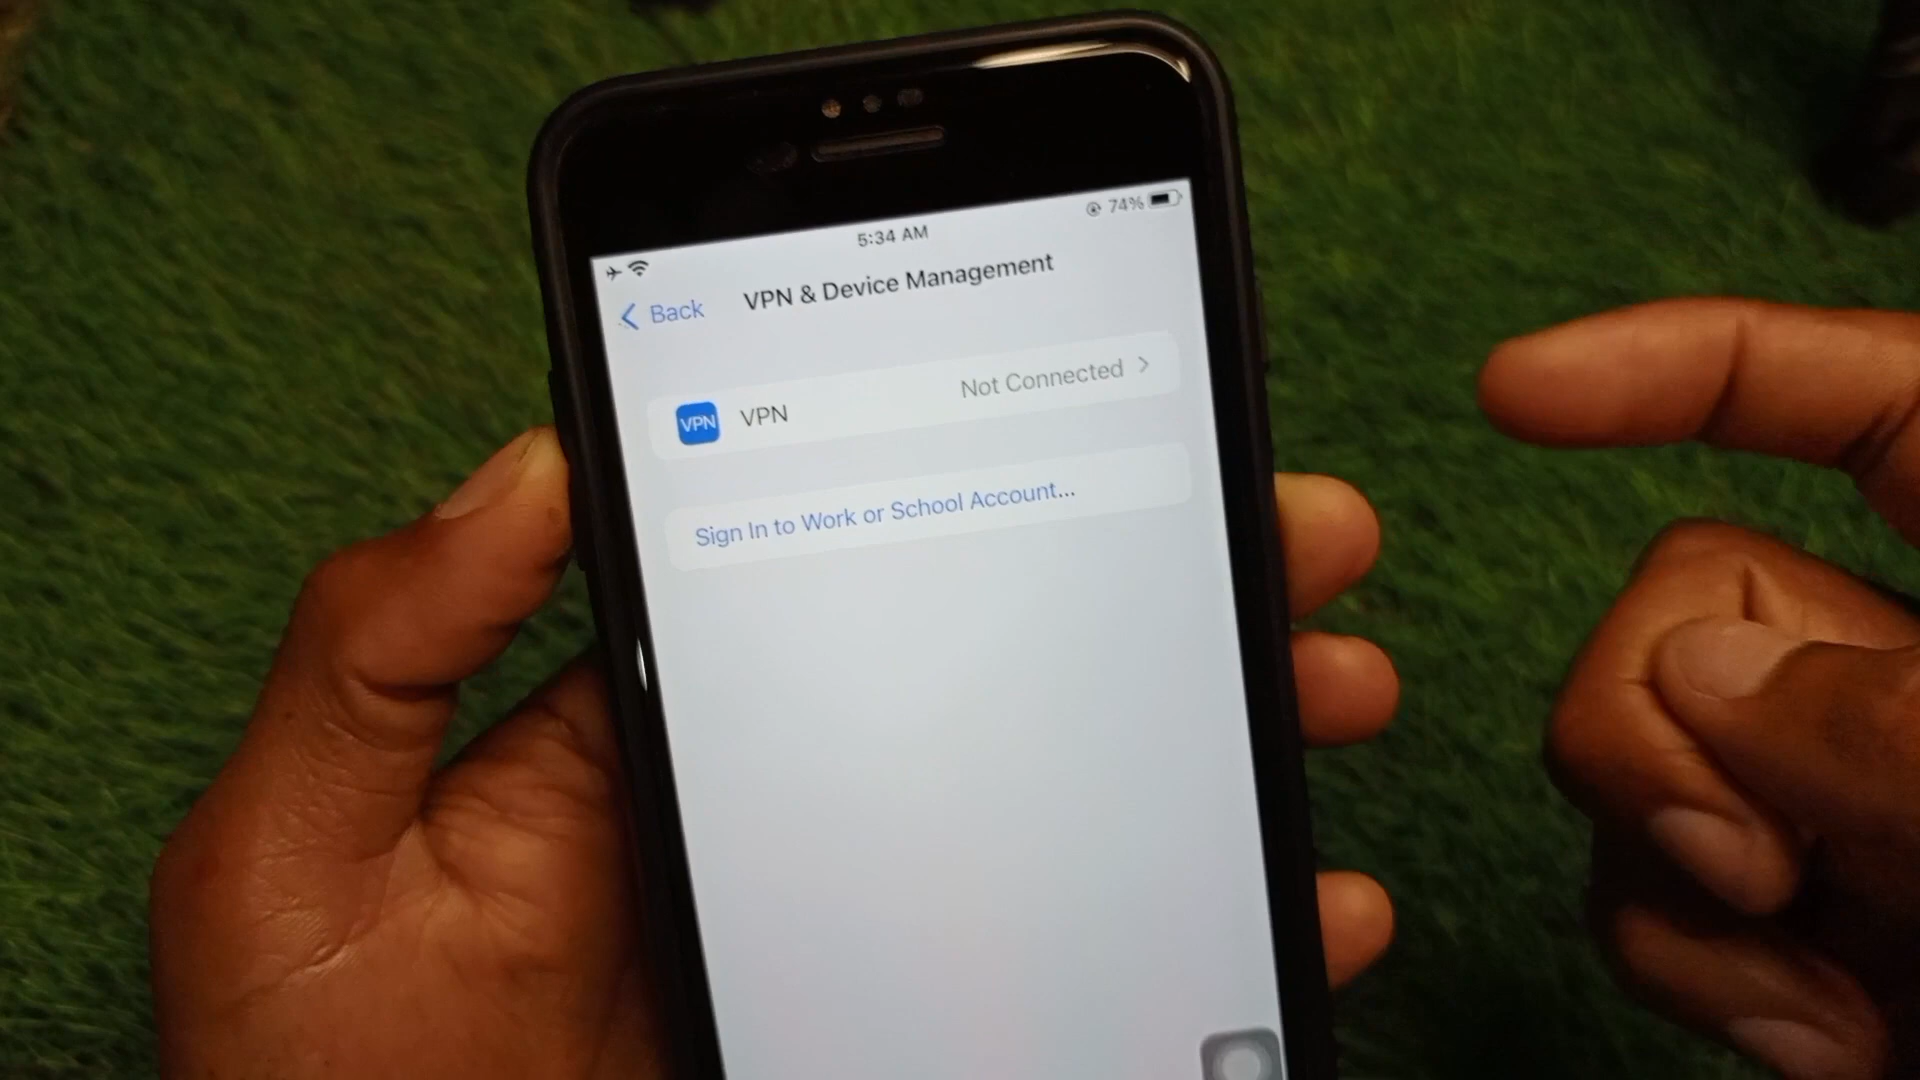 5:34 AM
74%
Back
VPN & Device Management
VPN
VPN
Not Connected
Sign In to Work or School Account...